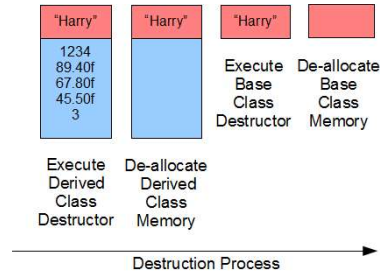 "Harry"
1234
89.40f
67.80f
45.50f
3
Execute
Derived
Class
Destructor
"Harry"
De-allocate
Derived
Class
Memory
"Harry"
Execute
Base
Class
Destructor
De-allocate
Base
Class
Memory
Destruction Process